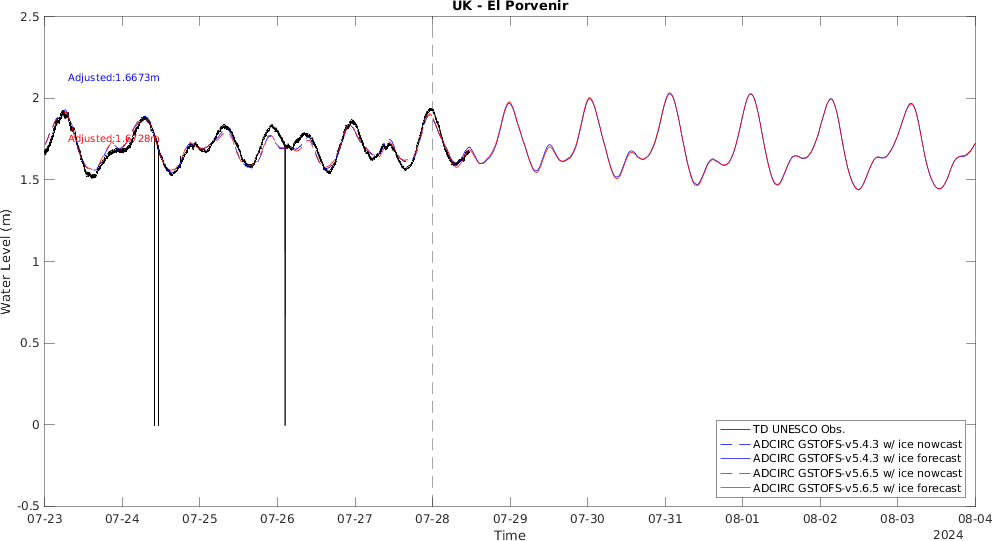 UK - El Porvenir
2.5
2
1.5
1
0.5
0
-0.5
Water Level (m)
Adjusted:1.6673m
TD UNESCO Obs.
ADCIRC GSTOFS-v5.4.3 w/ ice nowcast
ADCIRC GSTOFS-v5.4.3 w/ ice forecast
ADCIRC GSTOFS-v5.6.5 w/ ice nowcast
ADCIRC GSTOFS-v5.6.5 w/ ice forecast
07-23 07-24 07-25 07-26 07-27 07-28 07-29 07-30 07-31 08-01 08-02 08-03 08-04
Time
2024